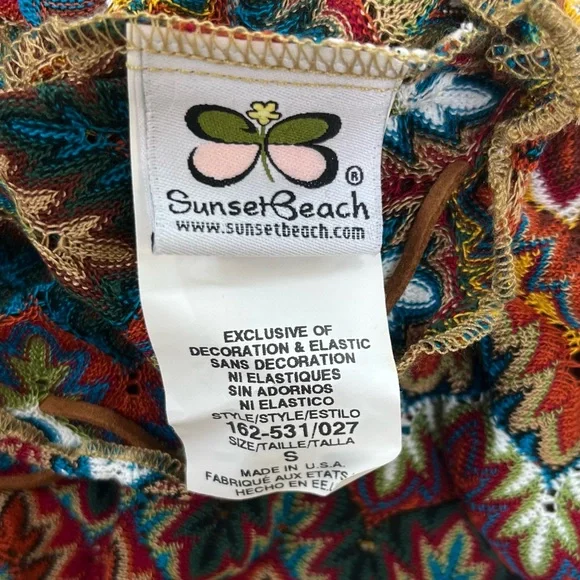 ®
SunsetBeach
www.sunsetbeach.com
EXCLUSIVE OF
DECORATION & ELASTIC
SANS DECORATION
NI ELASTIQUES
SIN ADORNOS
NI ELASTICO
STYLE/STYLE/ESTILO
162-531/027
SIZE/TAILLE/TALLA
S
MADE IN U.S.A.
FABRIQUÉ AUX ETATS
HECHO EN EE/